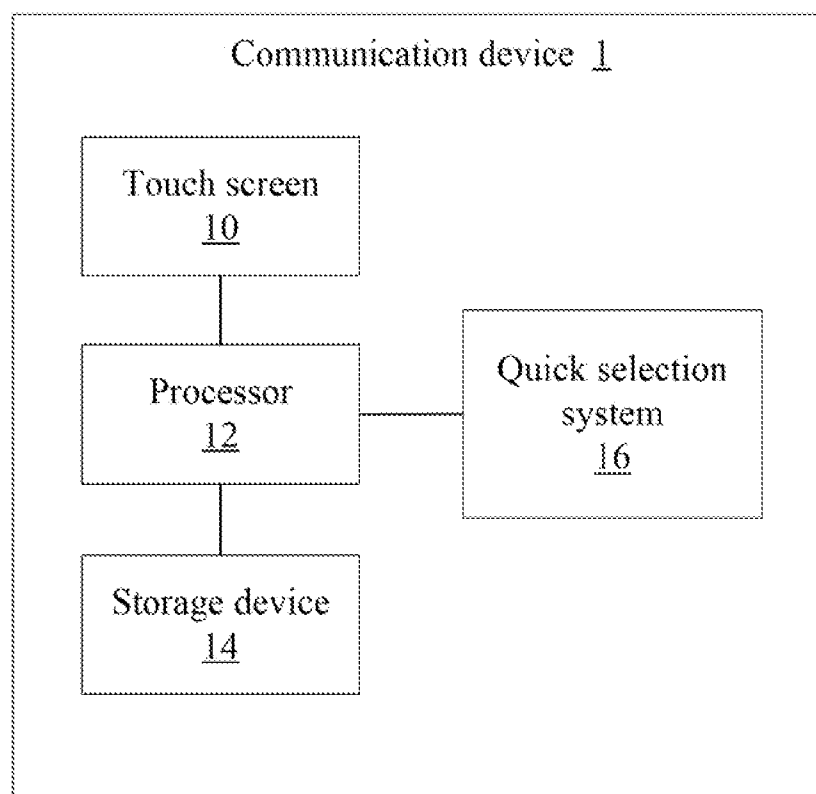 Communication device 1
Touch screen
10
Processor
12
Quick selection
system
16
Storage device
14